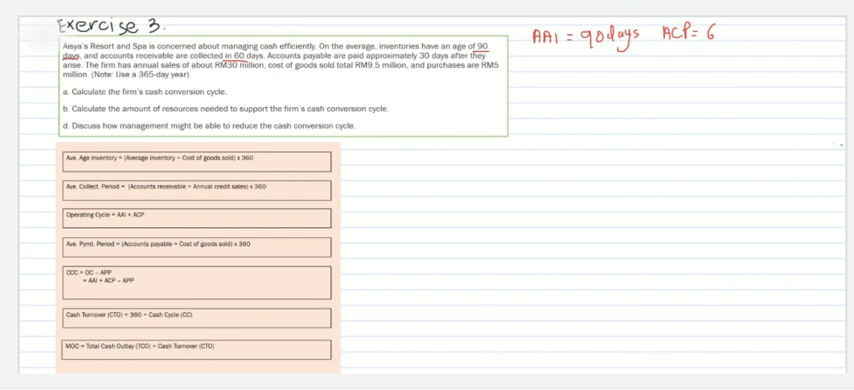 Exercise 3.
Aisya's Resort and Spa is concerned about managing cash efficiently. On the average, inventories have an age of 90
days, and accounts receivable are collected in 60 days. Accounts payable are paid approximately 30 days after they
arise. The firm has annual sales of about RM30 million, cost of goods sold total RM9.5 million, and purchases are RM5
million. (Note: Use a 365-day year).
a. Calculate the firm's cash conversion cycle.
b. Calculate the amount of resources needed to support the firm's cash conversion cycle.
d. Discuss how management might be able to reduce the cash conversion cycle.
AAI = 90days ACP= 6
Ave. Age Inventory = (Average inventory ÷ Cost of goods sold) x 360
Ave. Collect. Period = (Accounts receivable ÷ Annual credit sales) x 360
Operating Cycle = AAI + ACP
Ave. Pymt. Period = (Accounts payable ÷ Cost of goods sold) x 360
CCC = OC - APP
= AAI + ACP - APP
Cash Turnover (CTO) = 360 ÷ Cash Cycle (CC)
MOC = Total Cash Outlay (TCO) ÷ Cash Turnover (CTO)